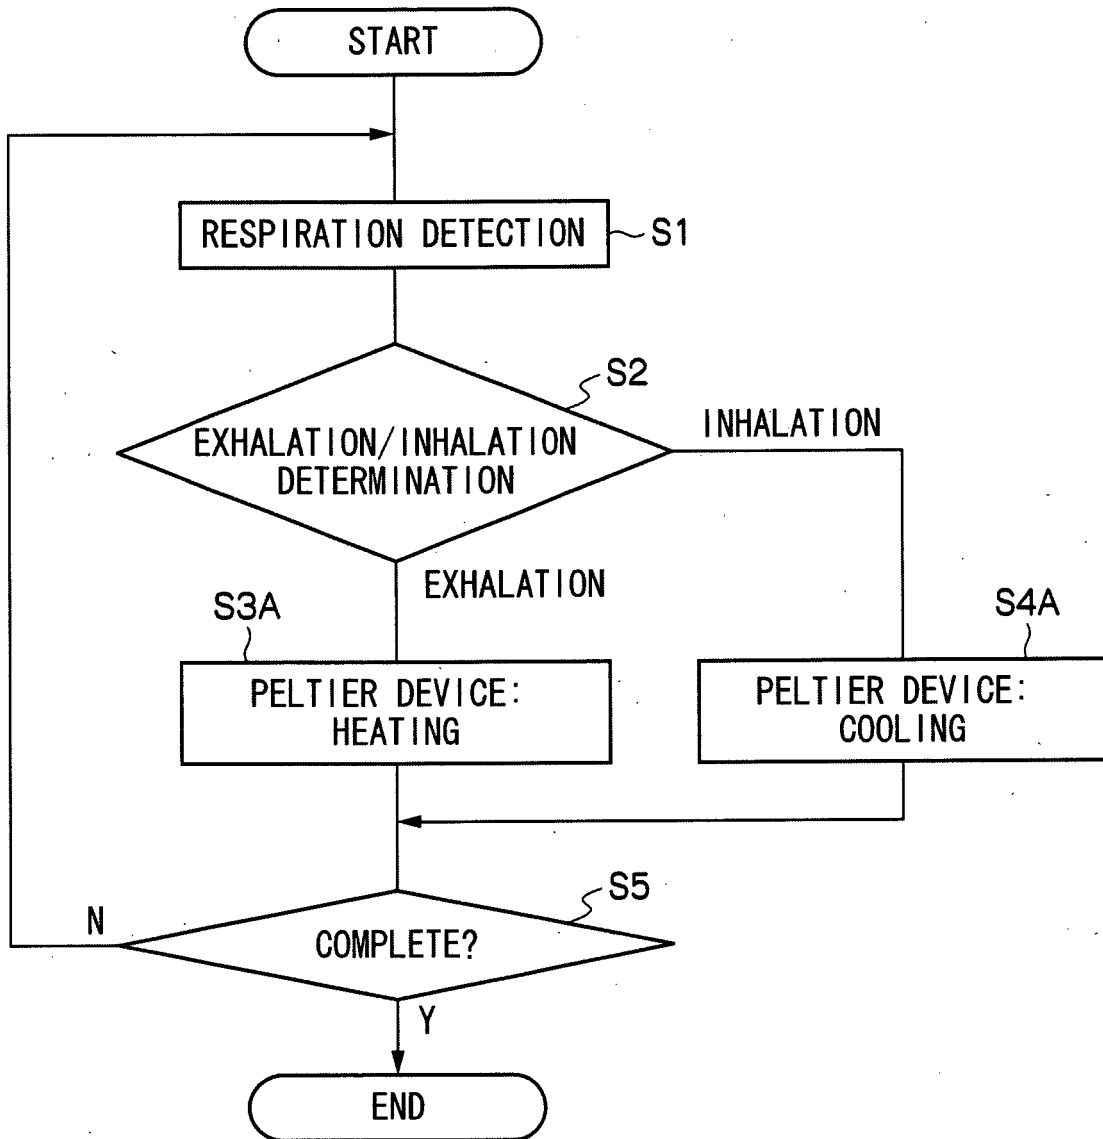 START
RESPIRATION DETECTION
S1
S2
EXHALATION/INHALATION
DETERMINATION
INHALATION
EXHALATION
S3A
S4A
PELTIER DEVICE:
HEATING
PELTIER DEVICE:
COOLING
S5
N
COMPLETE?
Y
END